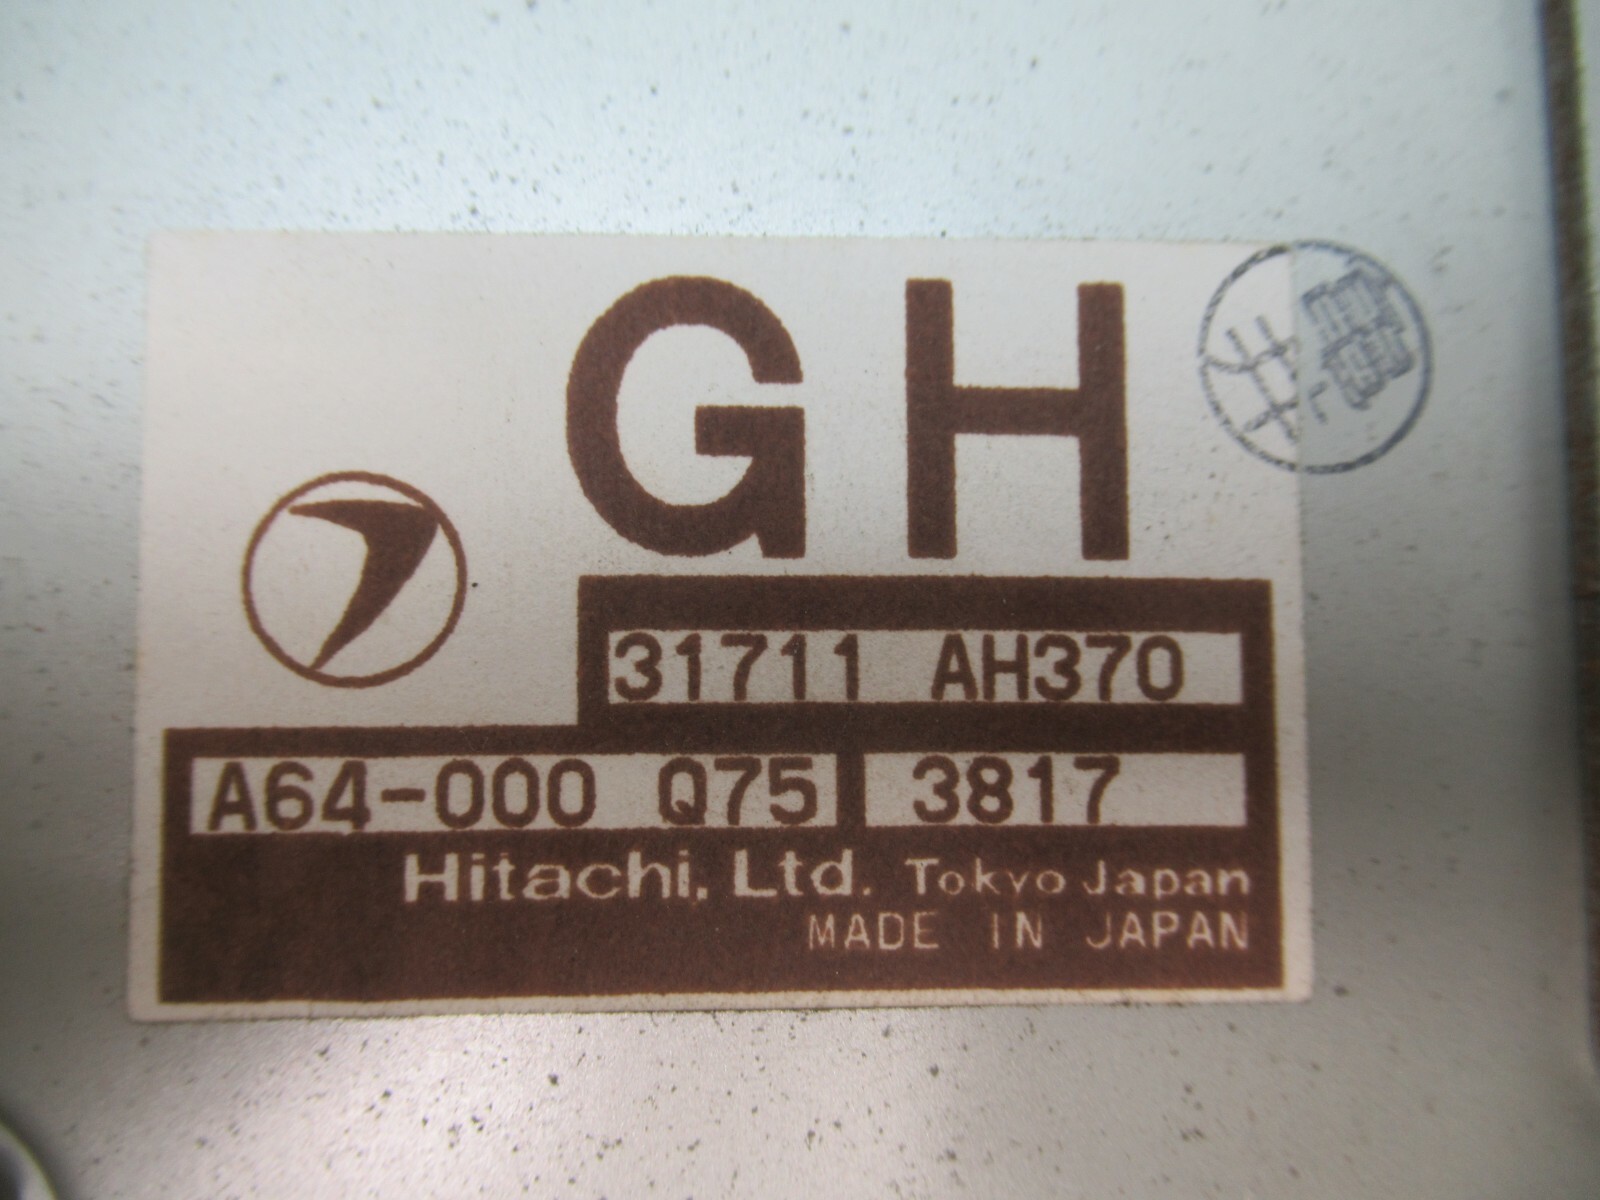 GH
31711 AH370
A64-000 Q75 3817
Hitachi, Ltd. Tokyo Japan
MADE IN JAPAN